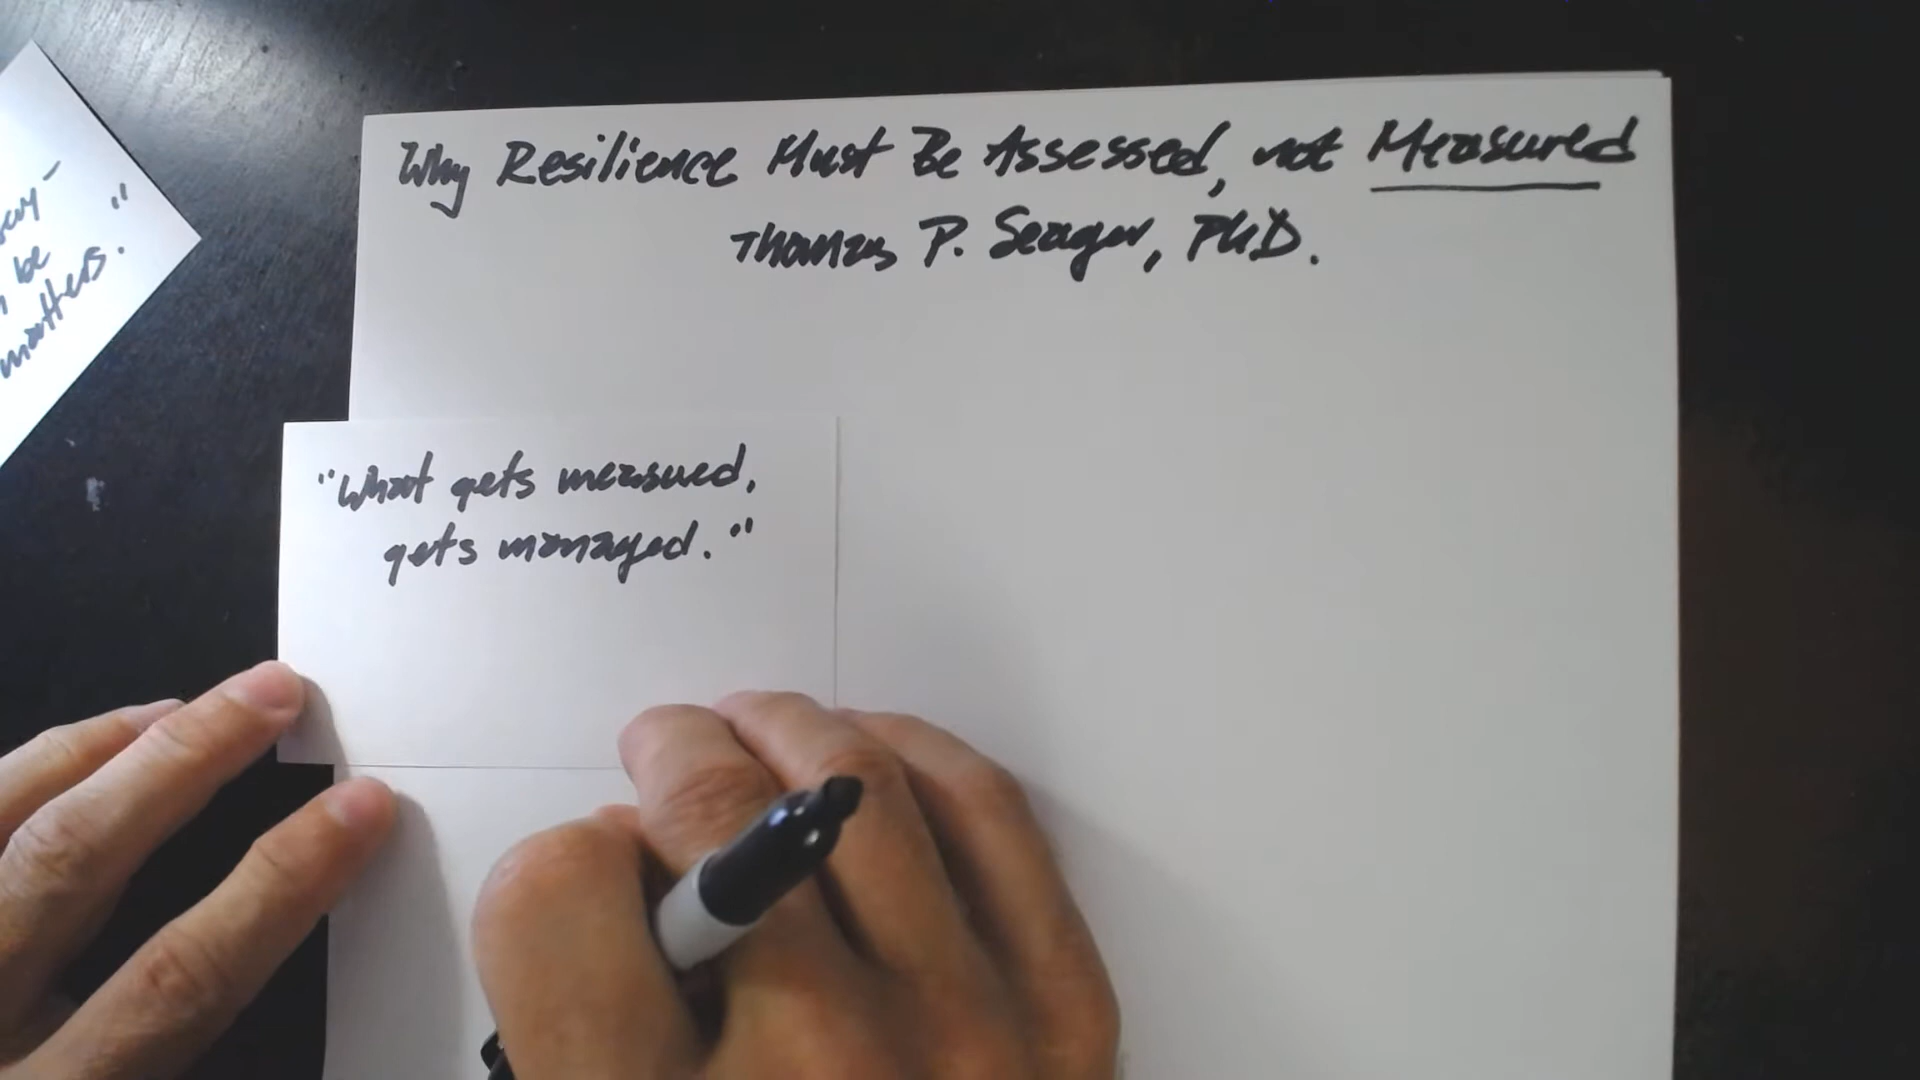 Why Resilience Must Be Assessed, not Measured
Thomas P. Seager, PhD.
"What gets measured,
gets managed."
be
matters."